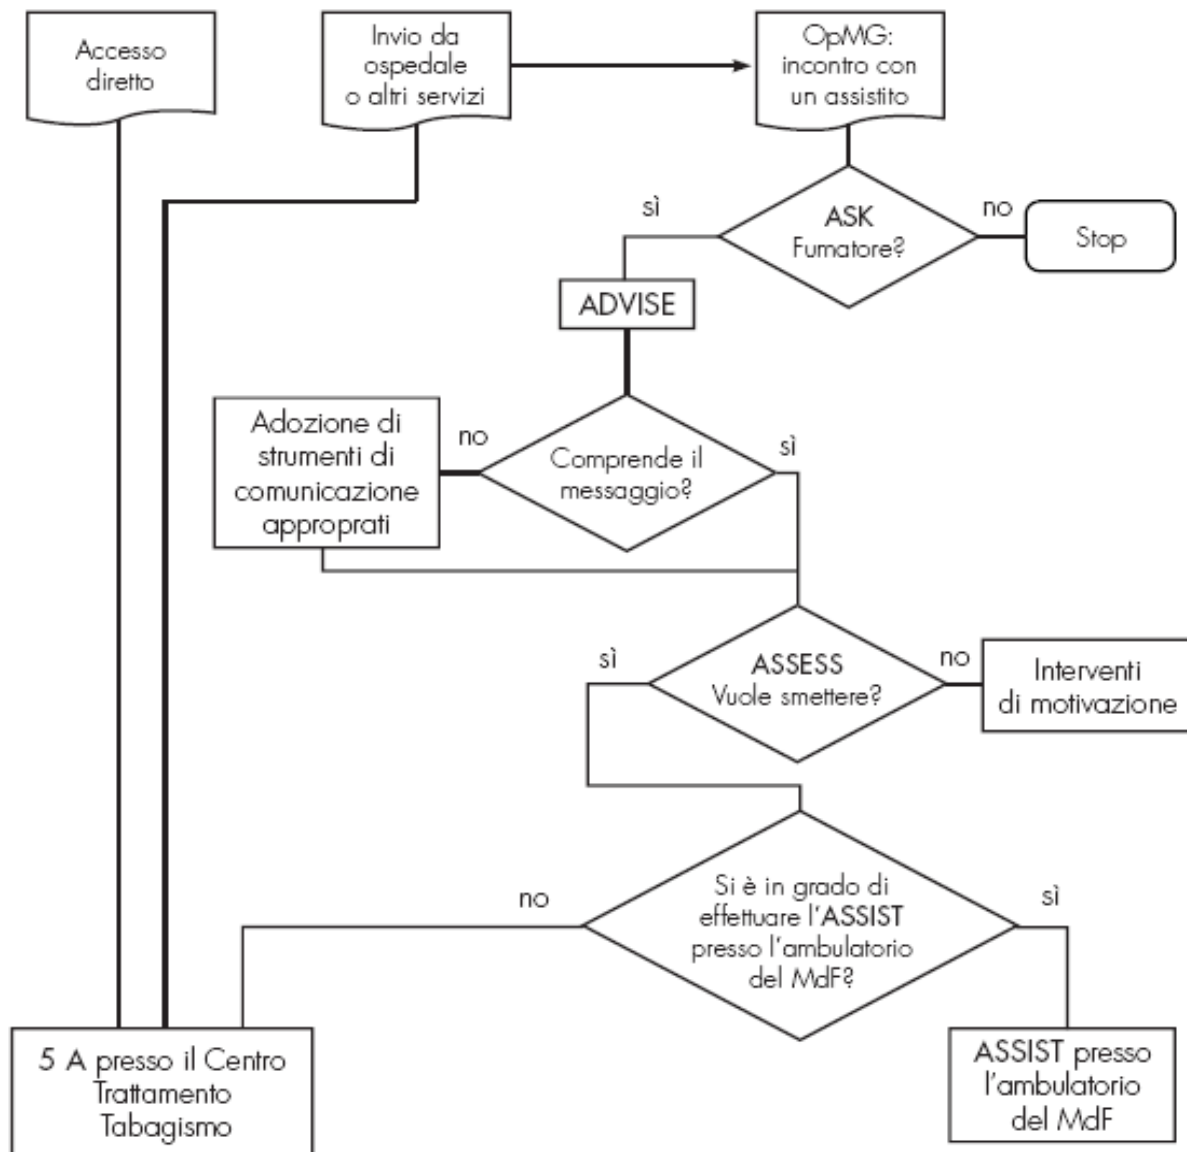 Accesso
diretto
Invio da
ospedale
o altri servizi
OpMG:
incontro con
un assistito
sì
ASK
Fumatore?
no
Stop
ADVISE
Adozione di
strumenti di
comunicazione
approprati
no
Comprende il
messaggio?
sì
sì
ASSESS
Vuole smettere?
no
Interventi
di motivazione
no
Si è in grado di
effettuare l'ASSIST
presso l'ambulatorio
del MdF?
sì
5 A presso il Centro
Trattamento
Tabagismo
ASSIST presso
l'ambulatorio
del MdF